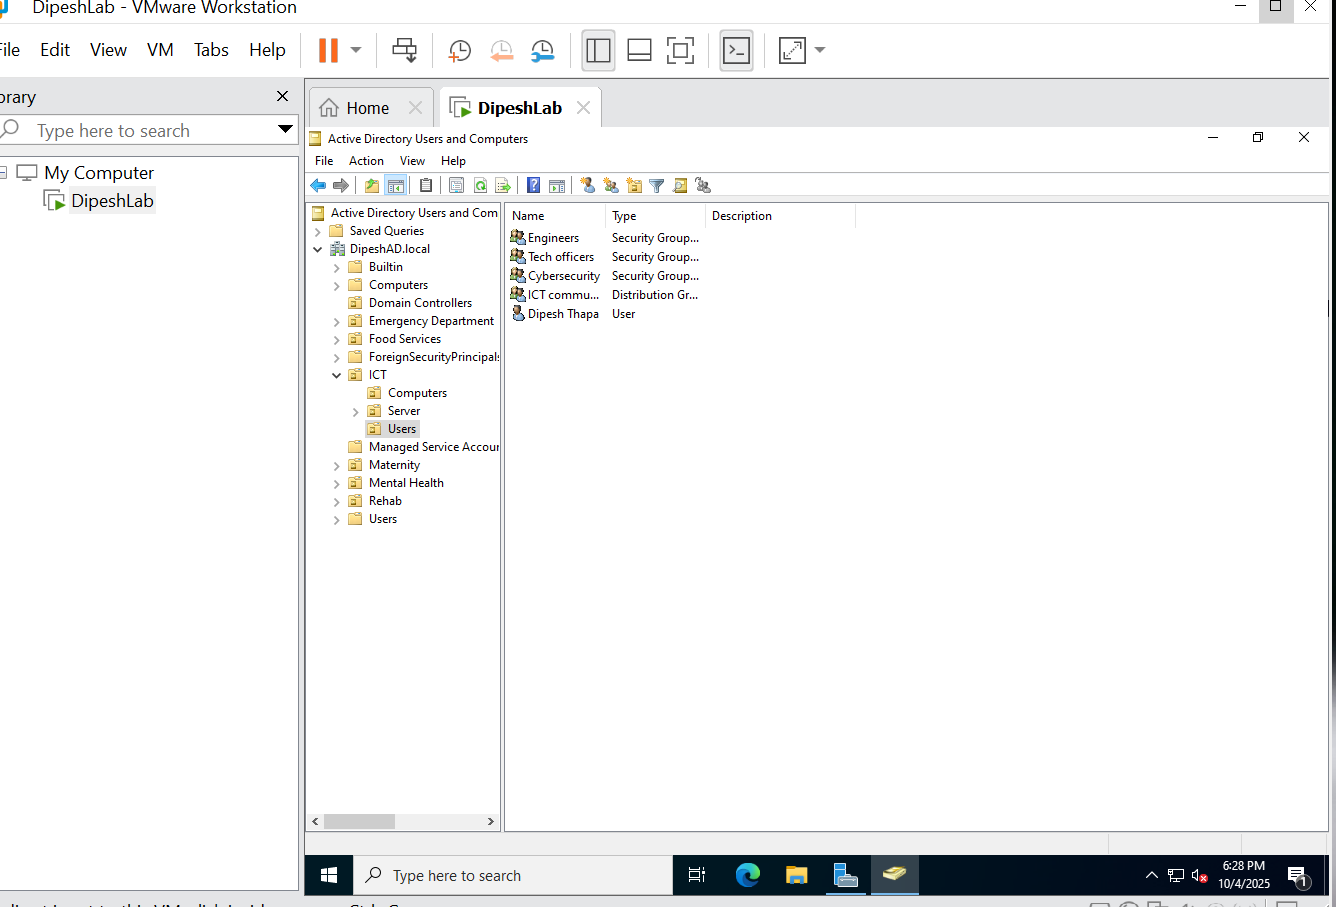 DipeshLab - VMware Workstation
File Edit View VM Tabs Help
Home
DipeshLab
Type here to search
My Computer
DipeshLab
Active Directory Users and Computers
File Action View Help
Active Directory Users and Com
Saved Queries
DipeshAD.local
Builtin
Computers
Domain Controllers
Emergency Department
Food Services
ForeignSecurityPrincipals
ICT
Computers
Server
Users
Managed Service Accour
Maternity
Mental Health
Rehab
Users
Name Type Description
Engineers Security Group...
Tech officers Security Group...
Cybersecurity Security Group...
ICT commu... Distribution Gr...
Dipesh Thapa User
Type here to search
6:28 PM
10/4/2025
1